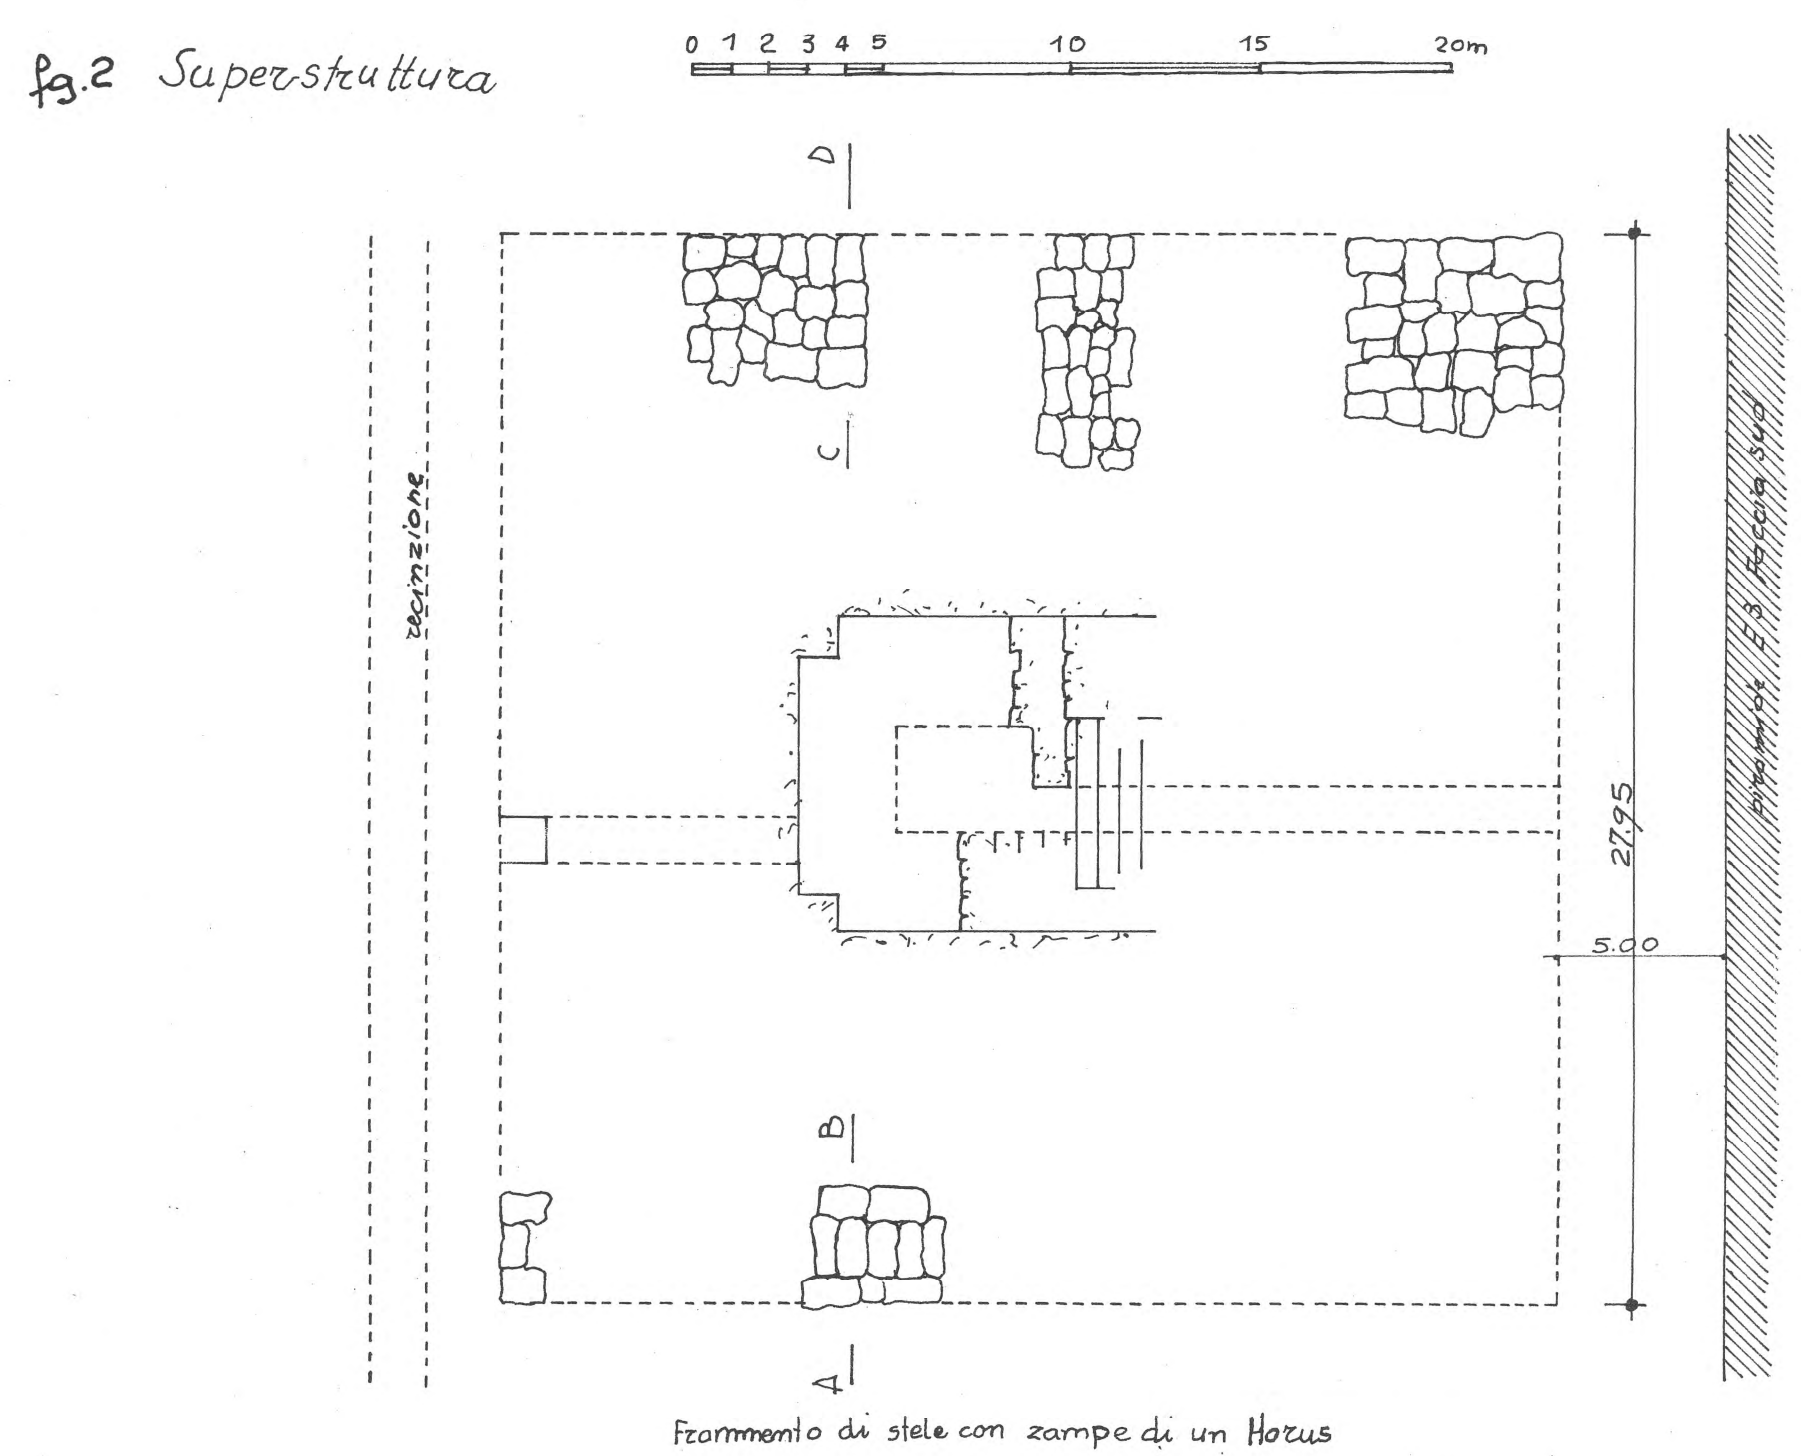 fig.2 Superstruttura
0 1 2 3 4 5 10 15 20m
D
C
recinzione
piramide E3 faccia sud
27.95
5.00
B
A
Frammento di stele con zampe di un Horus